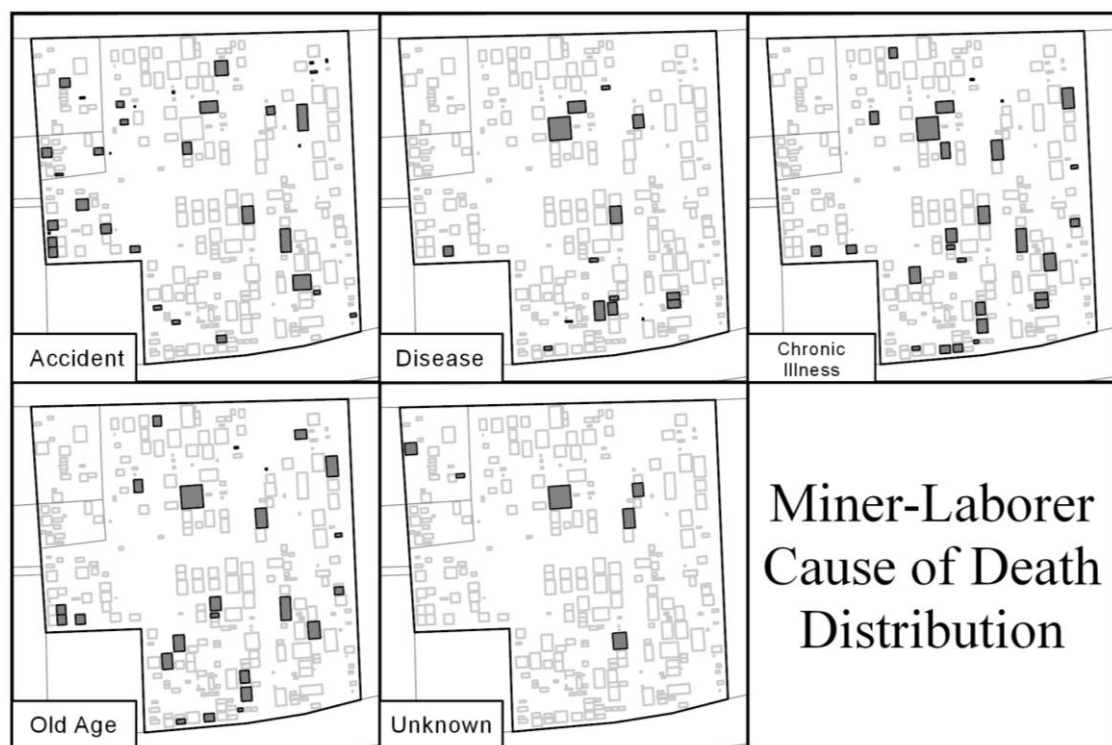 Accident
Disease
Chronic
Illness
Old Age
Unknown
Miner-Laborer
Cause of Death
Distribution